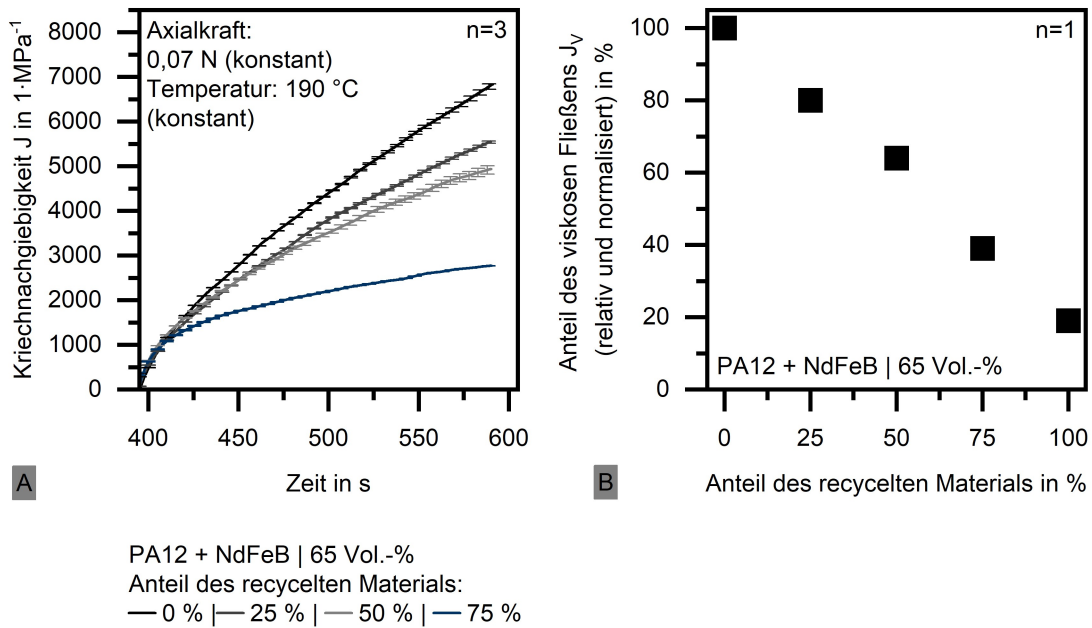 Kriechnachgiebigkeit J in 1·MPa⁻¹
8000
7000
6000
5000
4000
3000
2000
1000
0
Axialkraft:
0,07 N (konstant)
Temperatur: 190 °C
(konstant)
n=3
400 450 500 550 600
Zeit in s
A
Anteil des viskosen Fließens Jᵥ
(relativ und normalisiert) in %
100
80
60
40
20
0
n=1
PA12 + NdFeB | 65 Vol.-%
0 25 50 75 100
Anteil des recycelten Materials in %
B
PA12 + NdFeB | 65 Vol.-%
Anteil des recycelten Materials:
0 % | 25 % | 50 % | 75 %